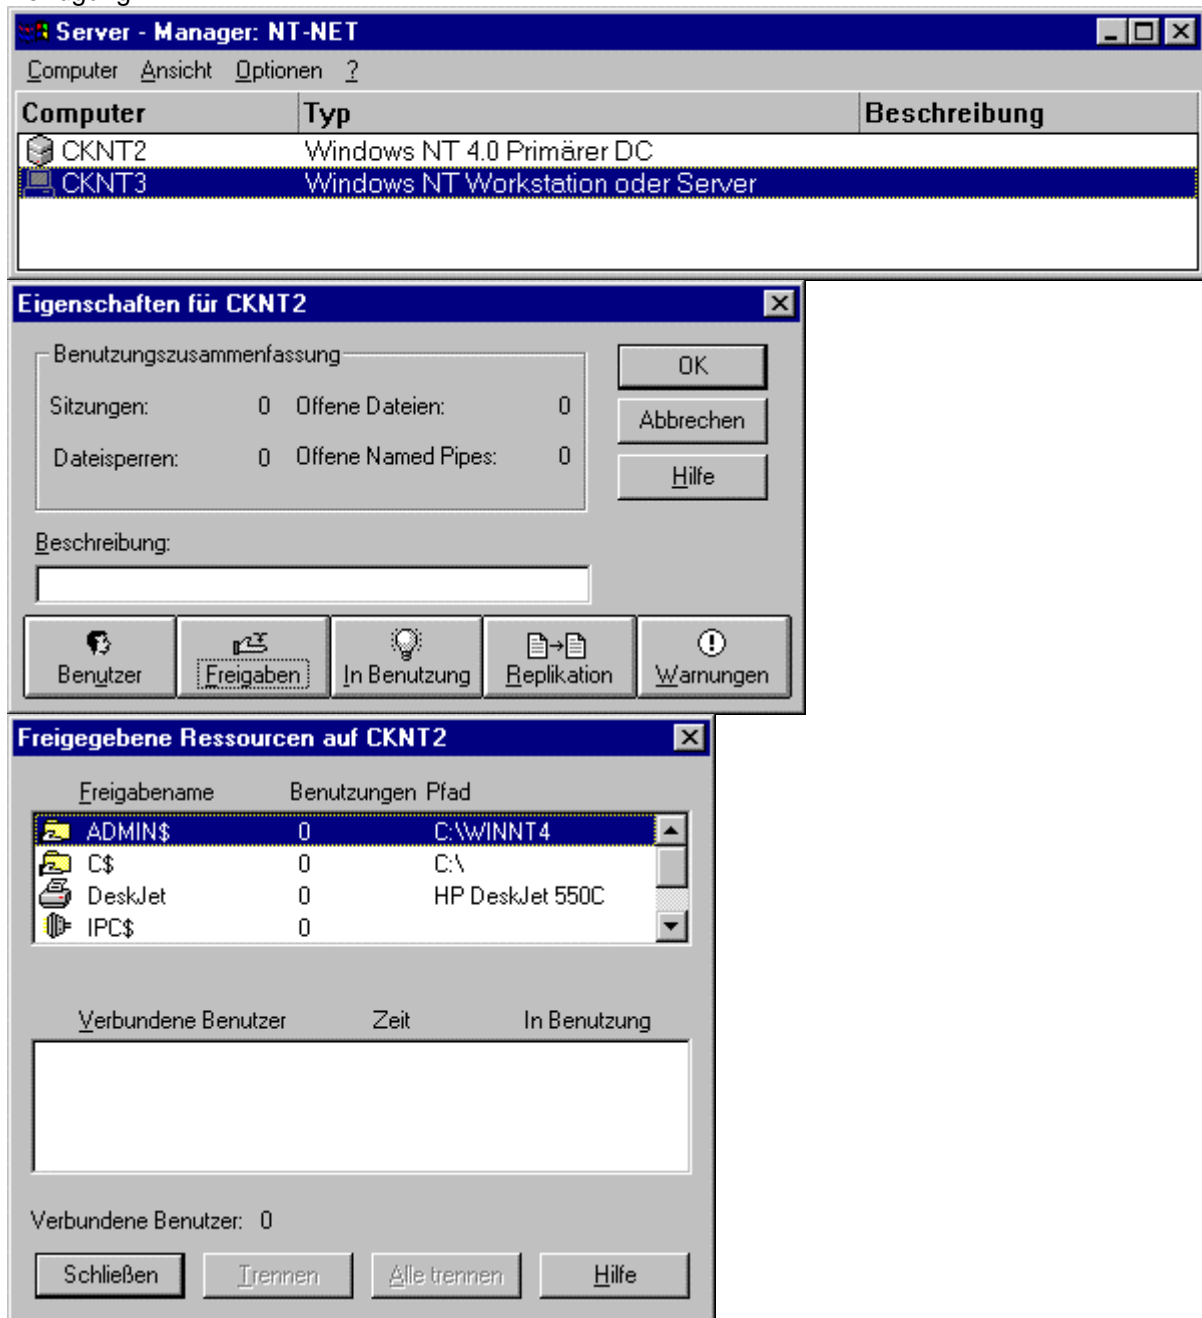 Server - Manager: NT-NET
Computer Ansicht Optionen ?
Computer Typ Beschreibung
CKNT2 Windows NT 4.0 Primärer DC
CKNT3 Windows NT Workstation oder Server
Eigenschaften für CKNT2
Benutzungszusammenfassung
OK
Sitzungen: 0 Offene Dateien: 0
Abbrechen
Dateisperren: 0 Offene Named Pipes: 0
Hilfe
Beschreibung:
Benutzer Freigaben In Benutzung Replikation Warnungen
Freigegebene Ressourcen auf CKNT2
Freigabename Benutzungen Pfad
ADMIN$ 0 C:\WINNT4
C$ 0 C:\
DeskJet 0 HP DeskJet 550C
IPC$ 0
Verbundene Benutzer Zeit In Benutzung
Verbundene Benutzer: 0
Schließen Trennen Alle trennen Hilfe